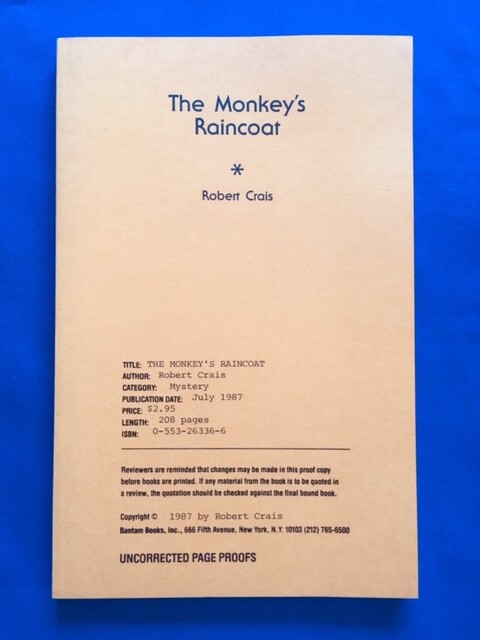 The Monkey's
Raincoat
*
Robert Crais
TITLE: THE MONKEY'S RAINCOAT
AUTHOR: Robert Crais
CATEGORY: Mystery
PUBLICATION DATE: July 1987
PRICE: $2.95
LENGTH: 208 pages
ISBN: 0-553-26336-6
Reviewers are reminded that changes may be made in this proof copy
before books are printed. If any material from the book is to be quoted in
a review, the quotation should be checked against the final bound book.
Copyright © 1987 by Robert Crais
Bantam Books, Inc., 666 Fifth Avenue, New York, N.Y. 10103 (212) 765-6500
UNCORRECTED PAGE PROOFS